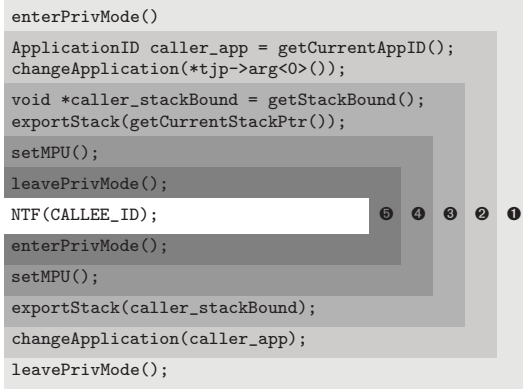 enterPrivMode()
ApplicationID caller_app = getCurrentAppID();
changeApplication(*tjp->arg<0>());
void *caller_stackBound = getStackBound();
exportStack(getCurrentStackPtr());
setMPU();
leavePrivMode();
NTF(CALLEE_ID); ❺ ❹ ❸ ❷ ❶
enterPrivMode();
setMPU();
exportStack(caller_stackBound);
changeApplication(caller_app);
leavePrivMode();